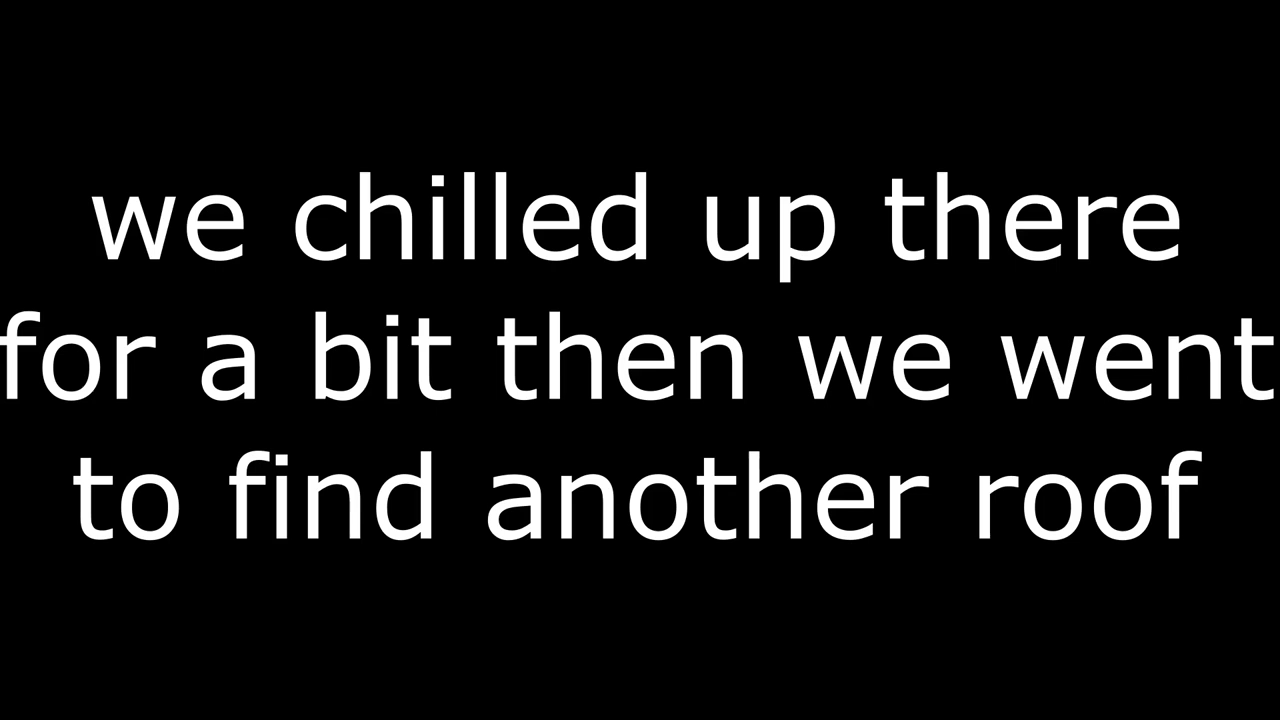 we chilled up there
for a bit then we went
to find another roof